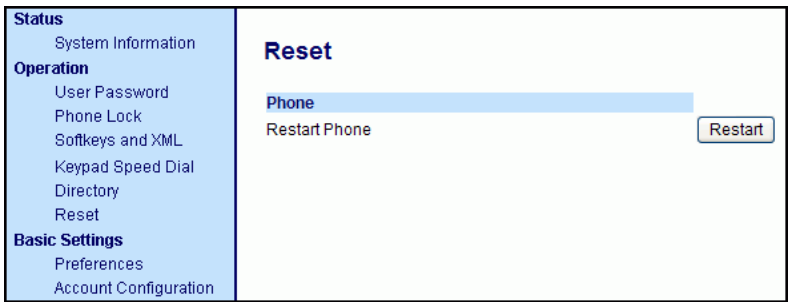 Status
System Information
Operation
User Password
Phone Lock
Softkeys and XML
Keypad Speed Dial
Directory
Reset
Basic Settings
Preferences
Account Configuration
Reset
Phone
Restart Phone
Restart